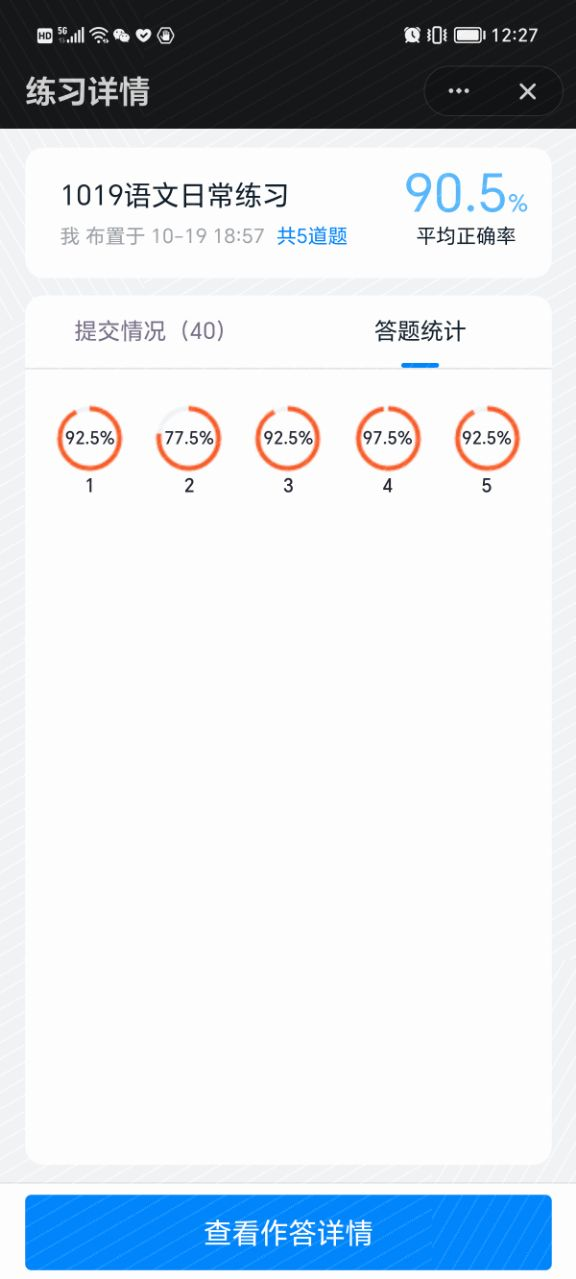 HD 5G 12:27
练习详情
1019语文日常练习
90.5%
我 布置于 10-19 18:57 共5道题
平均正确率
提交情况（40） 答题统计
92.5% 77.5% 92.5% 97.5% 92.5%
1 2 3 4 5
查看作答详情